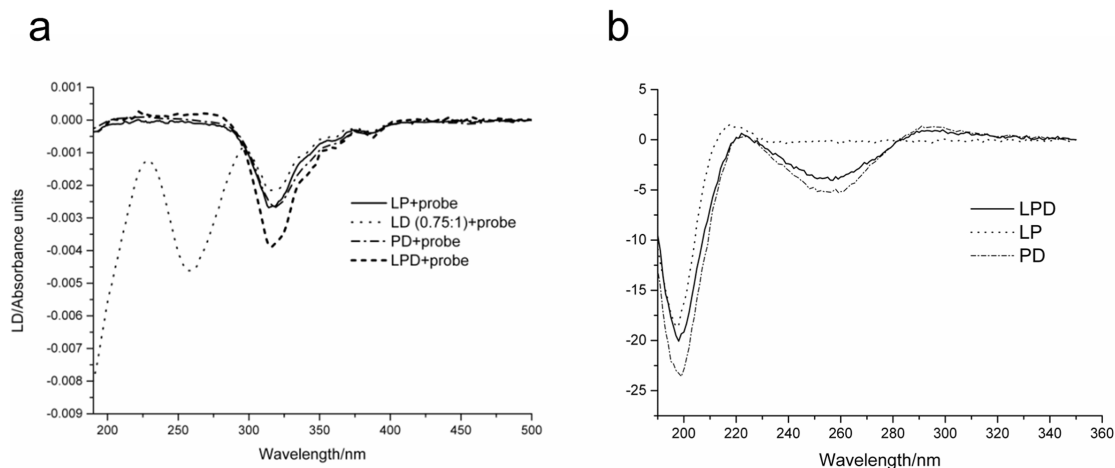 a
b
0.001
0.000
-0.001
-0.002
-0.003
-0.004
-0.005
-0.006
-0.007
-0.008
-0.009
LD/Absorbance units
LP+probe
LD (0.75:1)+probe
PD+probe
LPD+probe
200 250 300 350 400 450 500
Wavelength/nm
5
0
-5
-10
-15
-20
-25
LPD
LP
PD
200 220 240 260 280 300 320 340 360
Wavelength/nm